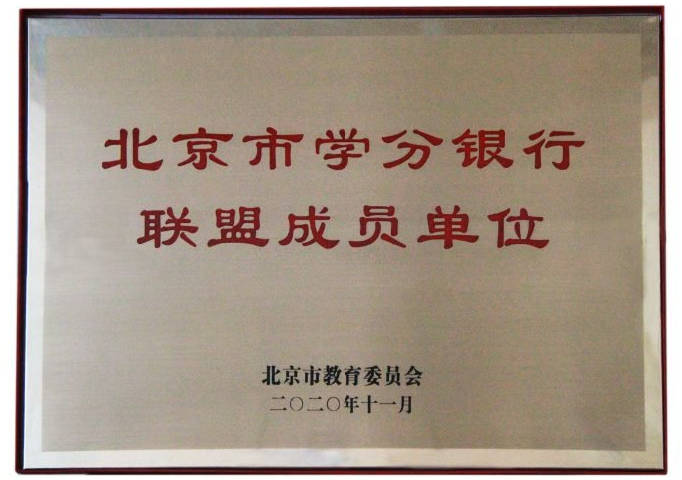 北京市学分银行
联盟成员单位
北京市教育委员会
二〇二〇年十一月